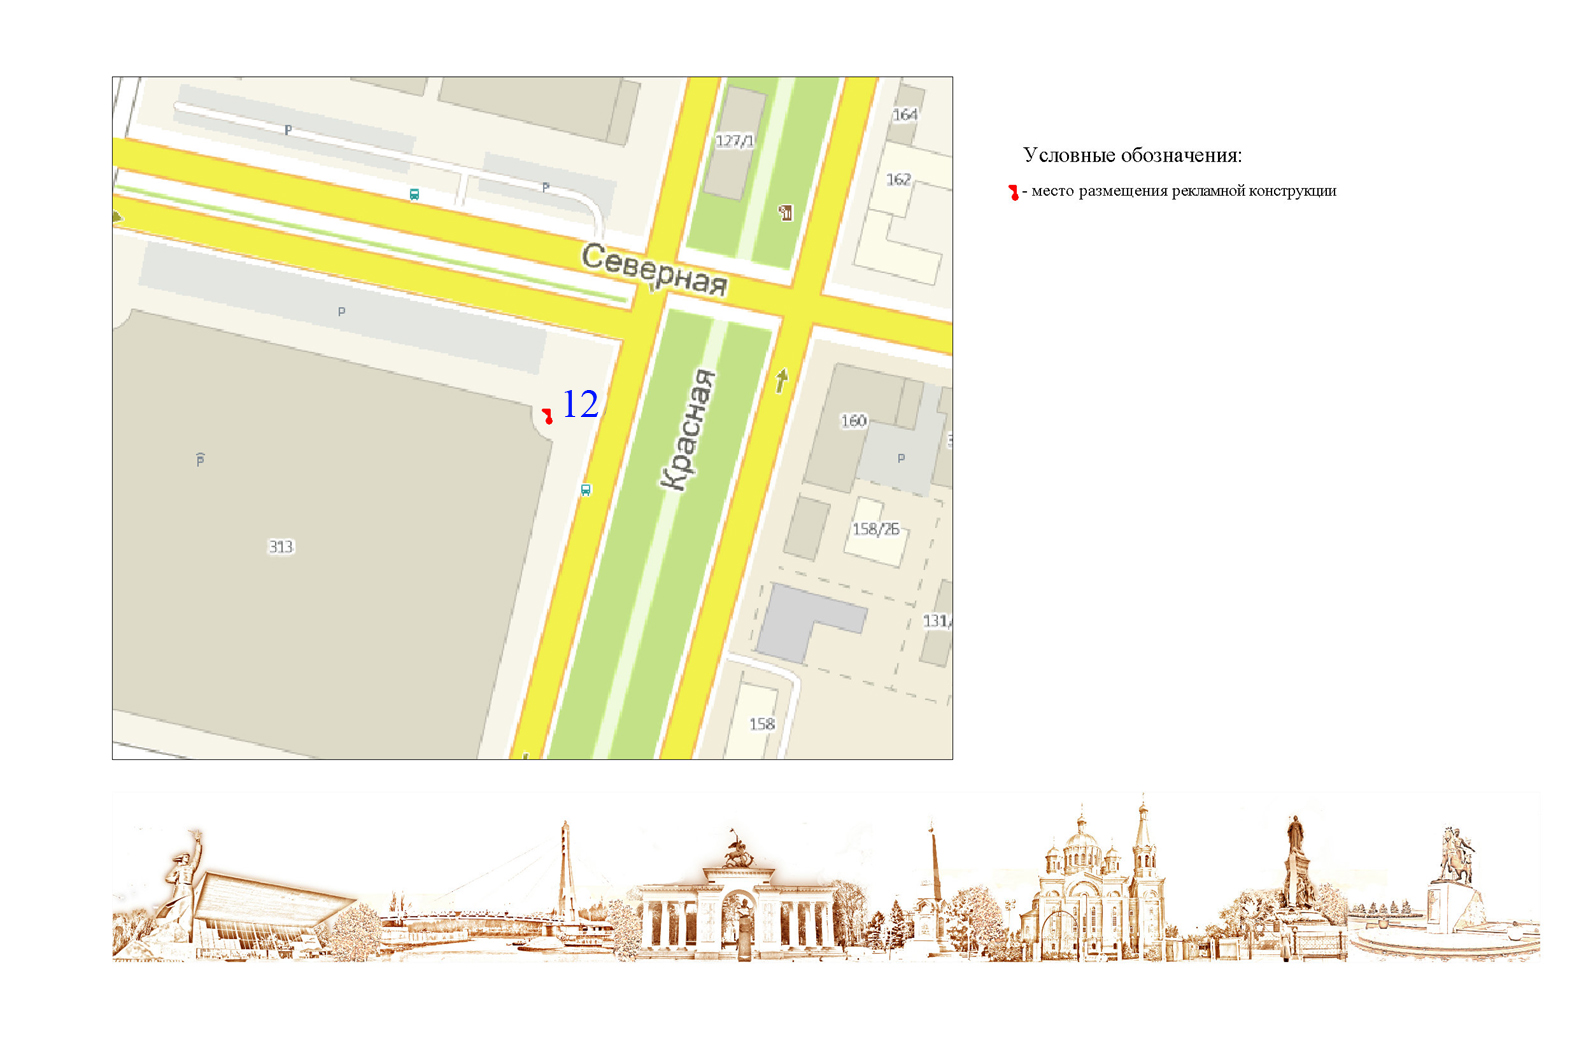 164
P
127/1
162
P
Северная
P
Красная
12
160
P
P
158/2Б
313
131/
158
Условные обозначения:
- место размещения рекламной конструкции